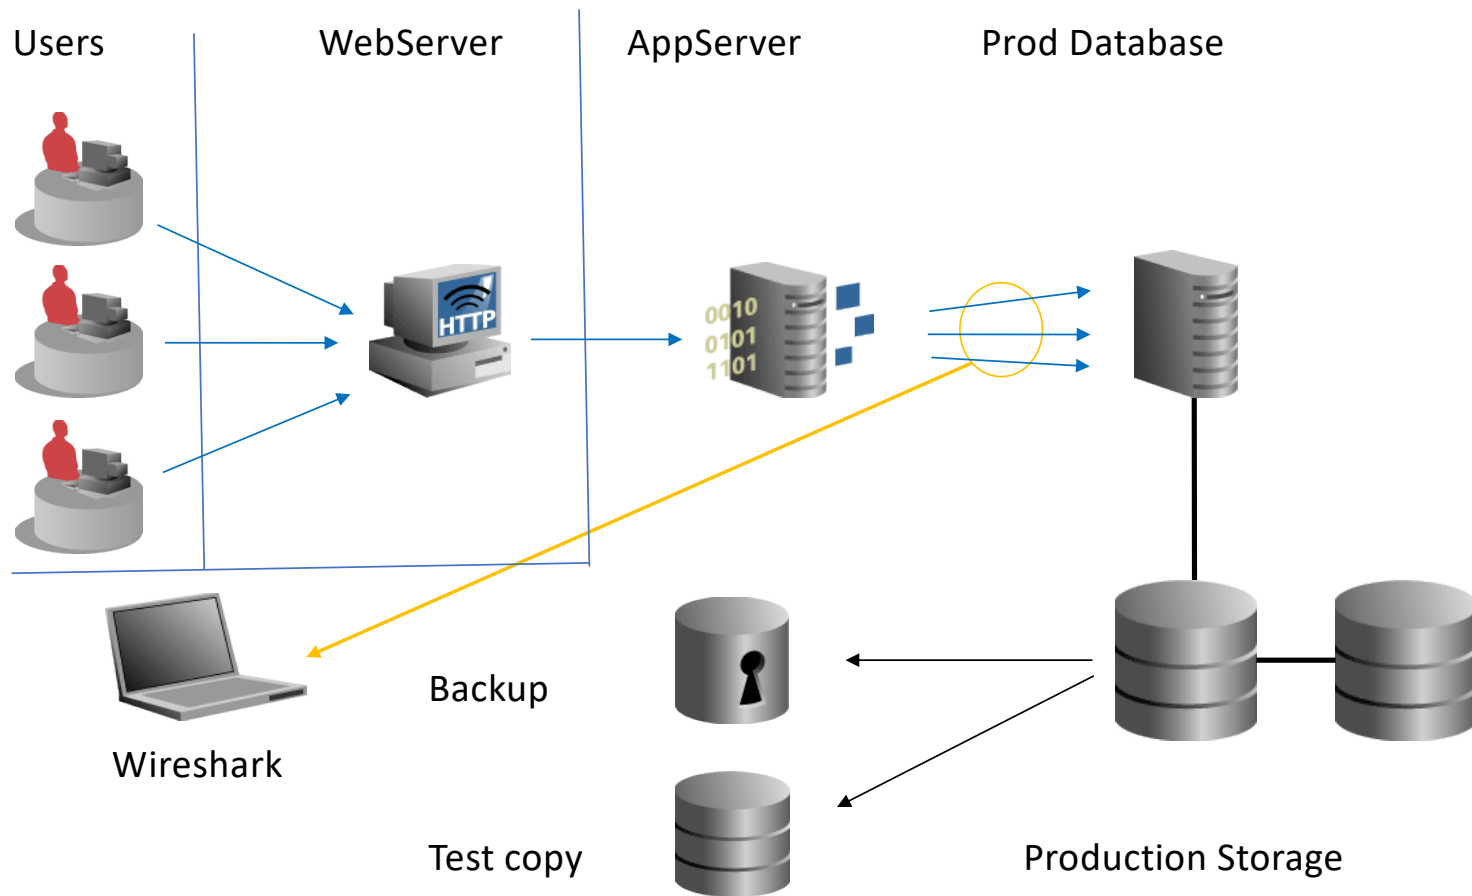 Users
WebServer
AppServer
Prod Database
HTTP
0010
0101
1101
Backup
Wireshark
Test copy
Production Storage